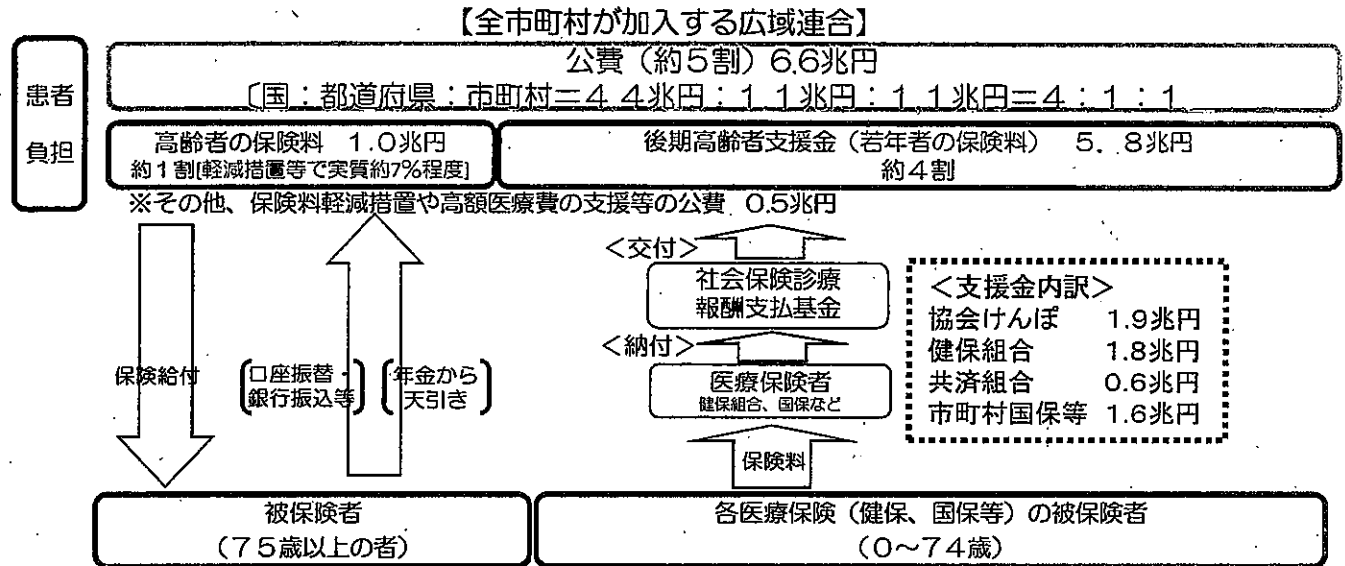 【全市町村が加入する広域連合】
患者
負担
公費（約5割）6.6兆円
〔国：都道府県：市町村＝4.4兆円：1.1兆円：1.1兆円＝4：1：1
高齢者の保険料 1.0兆円
約1割[軽減措置等で実質約7%程度]
後期高齢者支援金（若年者の保険料） 5.8兆円
約4割
※その他、保険料軽減措置や高額医療費の支援等の公費 0.5兆円
保険給付
口座振替・
銀行振込等
年金から
天引き
＜交付＞
社会保険診療
報酬支払基金
＜納付＞
医療保険者
健保組合、国保など
保険料
＜支援金内訳＞
協会けんぽ 1.9兆円
健保組合 1.8兆円
共済組合 0.6兆円
市町村国保等 1.6兆円
被保険者
（75歳以上の者）
各医療保険（健保、国保等）の被保険者
（0～74歳）